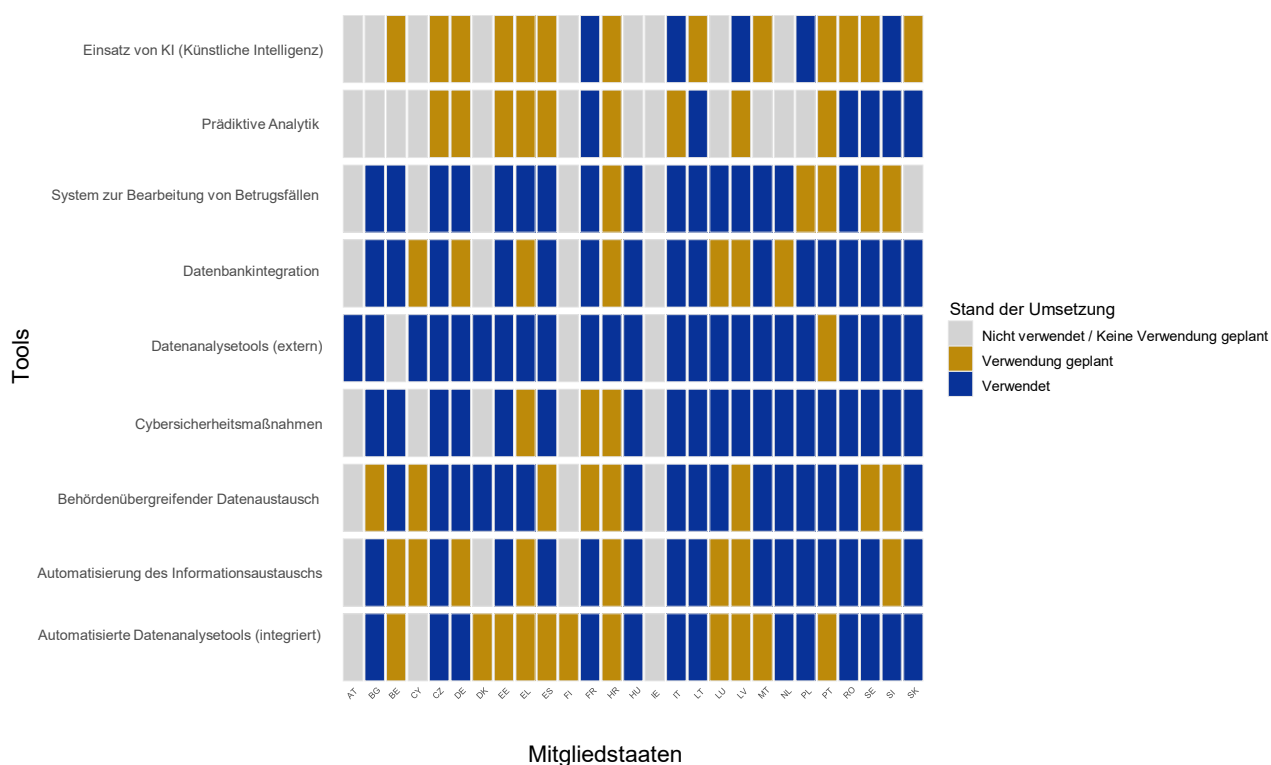 Einsatz von KI (Künstliche Intelligenz)
Prädiktive Analytik
System zur Bearbeitung von Betrugsfällen
Datenbankintegration
Datenanalysetools (extern)
Cybersicherheitsmaßnahmen
Behördenübergreifender Datenaustausch
Automatisierung des Informationsaustauschs
Automatisierte Datenanalysetools (integriert)
Tools
AT BG BE CY CZ DE DK EE EL ES FI FR HR HU IE IT LT LU LV MT NL PL PT RO SE SI SK
Mitgliedstaaten
Stand der Umsetzung
Nicht verwendet / Keine Verwendung geplant
Verwendung geplant
Verwendet